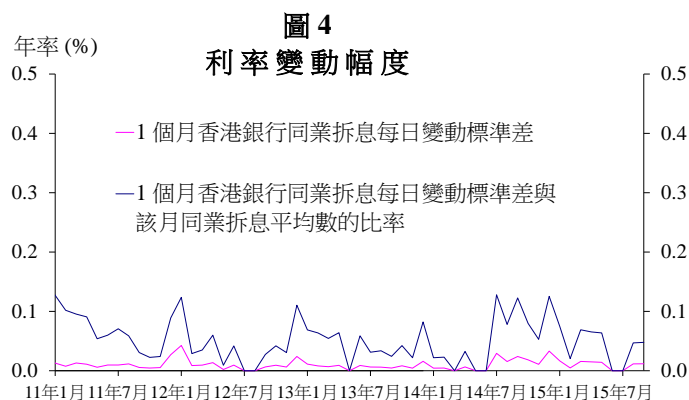 圖 4
利率變動幅度
年率 (%)
0.5 0.5
0.4 0.4
1 個月香港銀行同業拆息每日變動標準差
0.3 0.3
1 個月香港銀行同業拆息每日變動標準差與
該月同業拆息平均數的比率
0.2 0.2
0.1 0.1
0.0 0.0
11年1月 11年7月 12年1月 12年7月 13年1月 13年7月 14年1月 14年7月 15年1月 15年7月